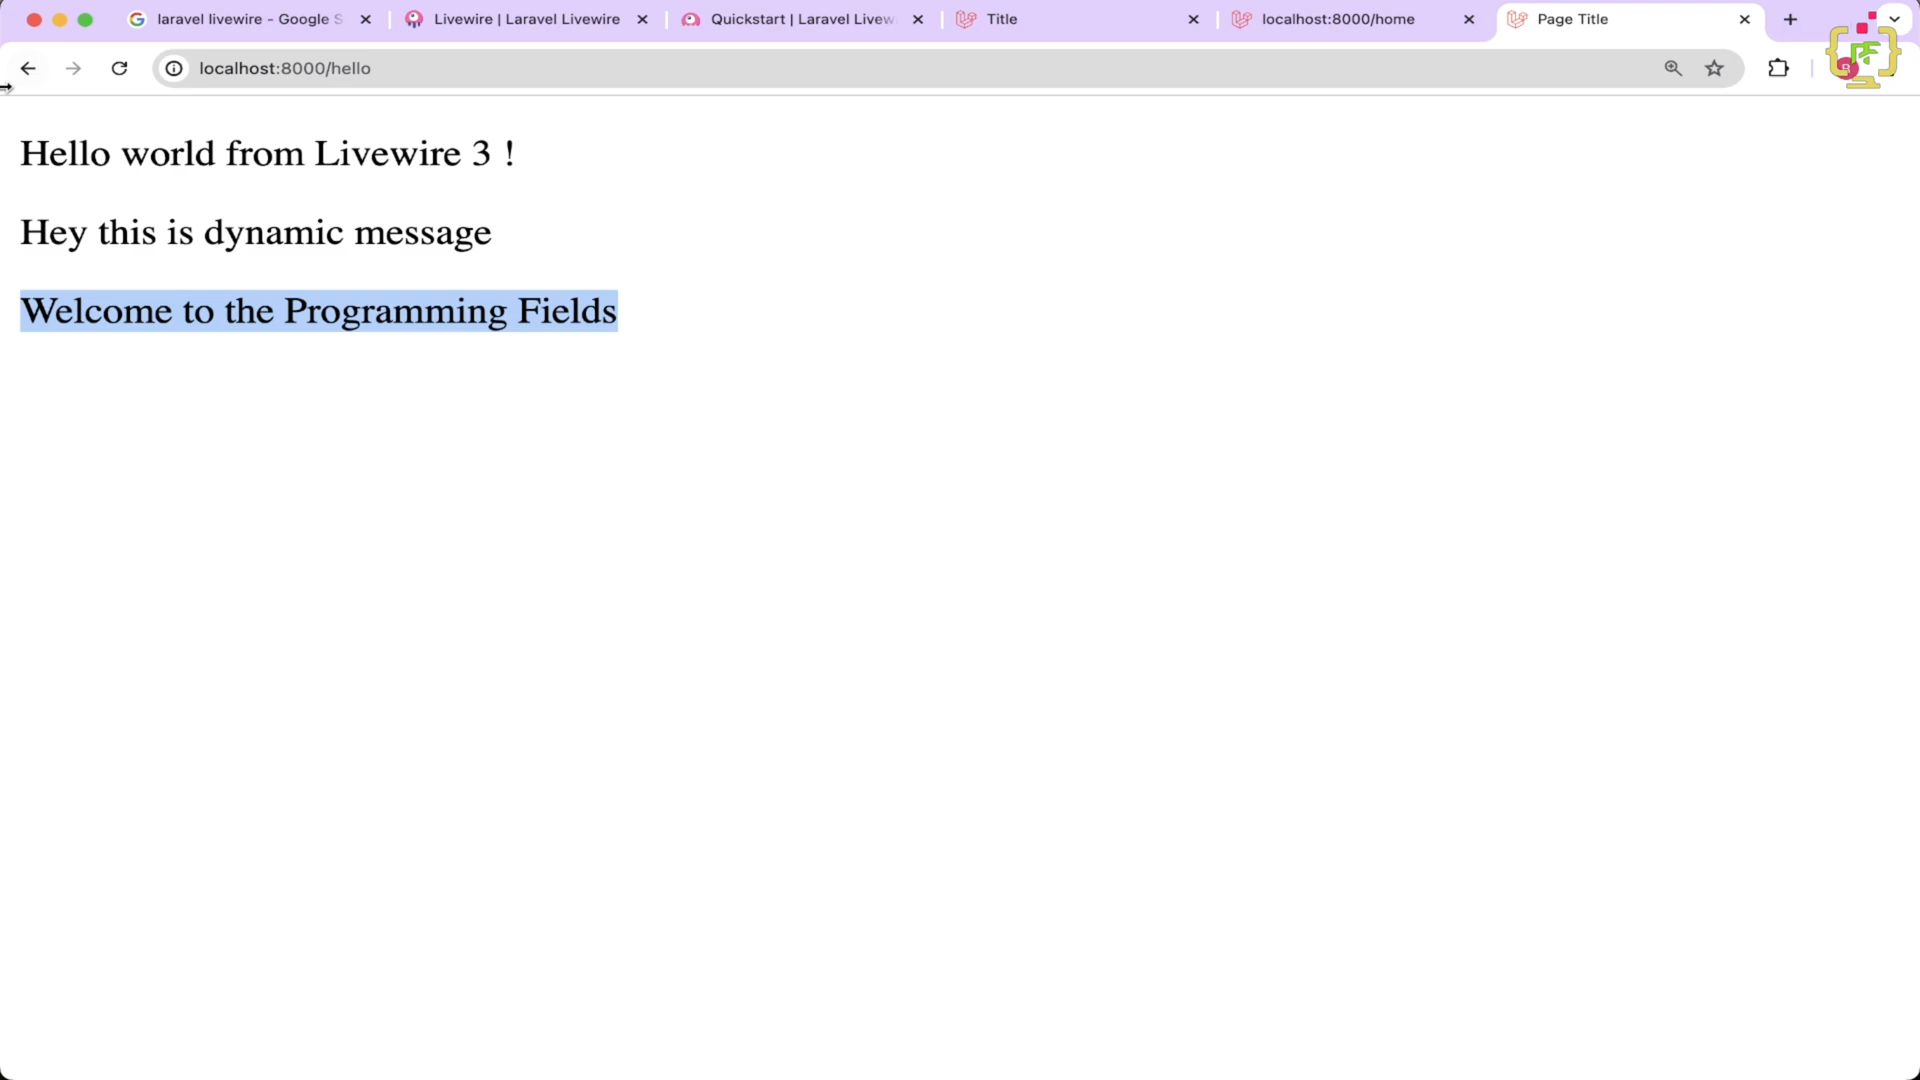 laravel livewire - Google S
Livewire | Laravel Livewire
Quickstart | Laravel Livew
Title
localhost:8000/home
Page Title
localhost:8000/hello
Hello world from Livewire 3 !
Hey this is dynamic message
Welcome to the Programming Fields